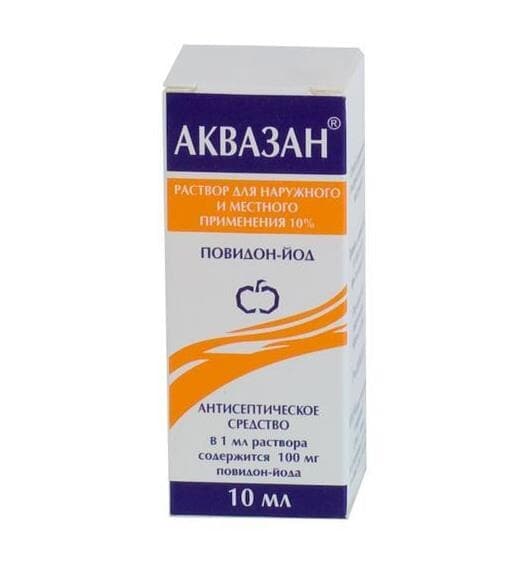 АКВАЗАН®
РАСТВОР ДЛЯ НАРУЖНОГО
И МЕСТНОГО
ПРИМЕНЕНИЯ 10%
ПОВИДОН-ЙОД
АНТИСЕПТИЧЕСКОЕ
СРЕДСТВО
В 1 мл раствора
содержится 100 мг
повидон-йода
10 мл